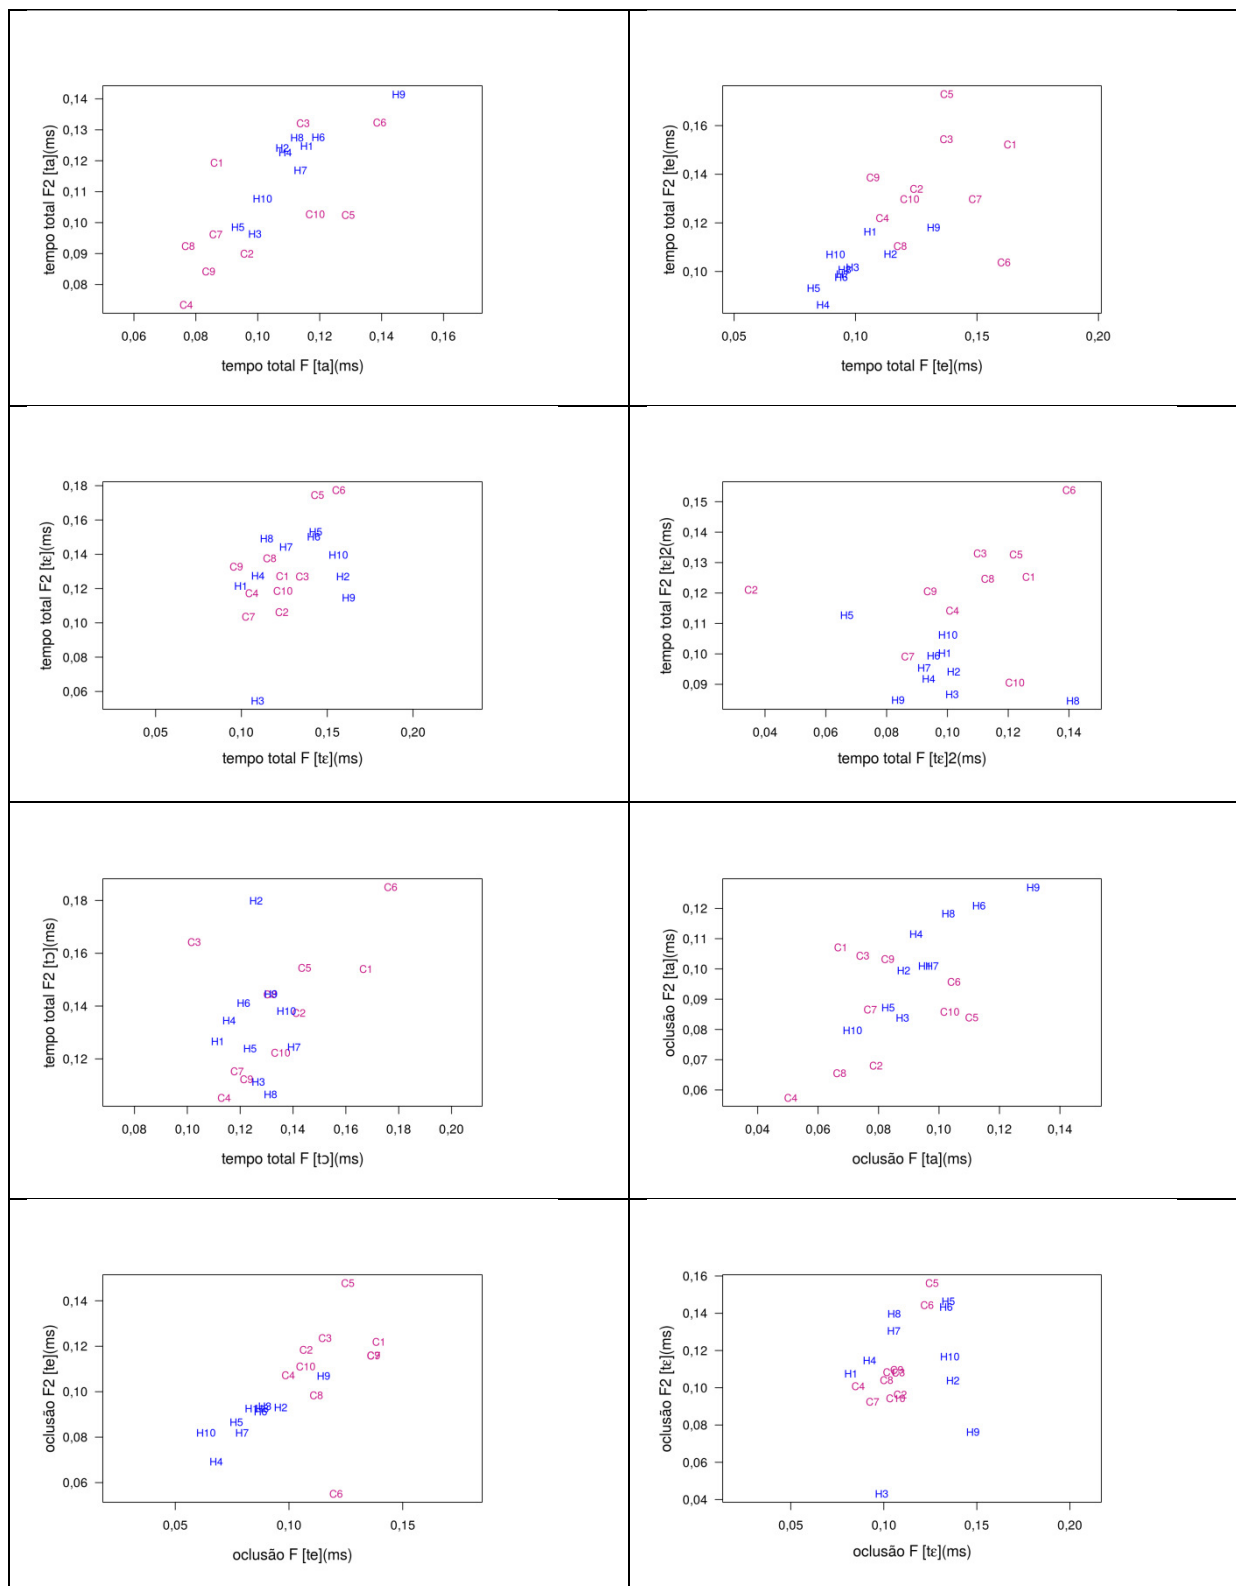 tempo total F2 [ta](ms)
0,14
0,13
0,12
0,11
0,10
0,09
0,08
H9
C3 C6
H8 H6
H2 H1
H4
C1
H7
H10
C10 C5
H5
C7 H3
C8 C2
C9
C4
0,06 0,08 0,10 0,12 0,14 0,16
tempo total F [ta](ms)
tempo total F2 [te](ms)
0,16
0,14
0,12
0,10
C5
C3 C1
C9
C2
C10 C7
C4
H1 H9
C8
H10 H2
C6
H3
H6
H5
H4
0,05 0,10 0,15 0,20
tempo total F [te](ms)
tempo total F2 [tɛ](ms)
0,18
0,16
0,14
0,12
0,10
0,08
0,06
C5 C6
H5
H8 H6
H7
C8 H10
C9
H4 C1 C3 H2
H1
C4 C10 H9
C7 C2
H3
0,05 0,10 0,15 0,20
tempo total F [tɛ](ms)
tempo total F2 [tɛ]2(ms)
0,15
0,14
0,13
0,12
0,11
0,10
0,09
C6
C3 C5
C8 C1
C2 C9
H5 C4
H10
C7 H6 H1
H7 H2
H4 C10
H9 H3 H8
0,04 0,06 0,08 0,10 0,12 0,14
tempo total F [tɛ]2(ms)
tempo total F2 [tɔ](ms)
0,18
0,16
0,14
0,12
C6
H2
C3
C5 C1
H6
H10 C2
H4
H1
H5 H7
C10
C7
C9 H3
C4 H8
0,08 0,10 0,12 0,14 0,16 0,18 0,20
tempo total F [tɔ](ms)
oclusão F2 [ta](ms)
0,12
0,11
0,10
0,09
0,08
0,07
0,06
H9
H6
H8
H4
C1
C3 C9
H2 H7
C6
C7 H5 C10
H3 C5
H10
C8 C2
C4
0,04 0,06 0,08 0,10 0,12 0,14
oclusão F [ta](ms)
oclusão F2 [te](ms)
0,14
0,12
0,10
0,08
0,06
C5
C3 C1
C2
C10
C4 H9
C8
H3 H2
H5
H10 H7
H4
C6
0,05 0,10 0,15
oclusão F [te](ms)
oclusão F2 [tɛ](ms)
0,16
0,14
0,12
0,10
0,08
0,06
0,04
C5
C6 H5
H6
H8
H7
H4 H10
H1 C9
C3
C8 H2
C4
C2
C7 C10
H9
H3
0,05 0,10 0,15 0,20
oclusão F [tɛ](ms)